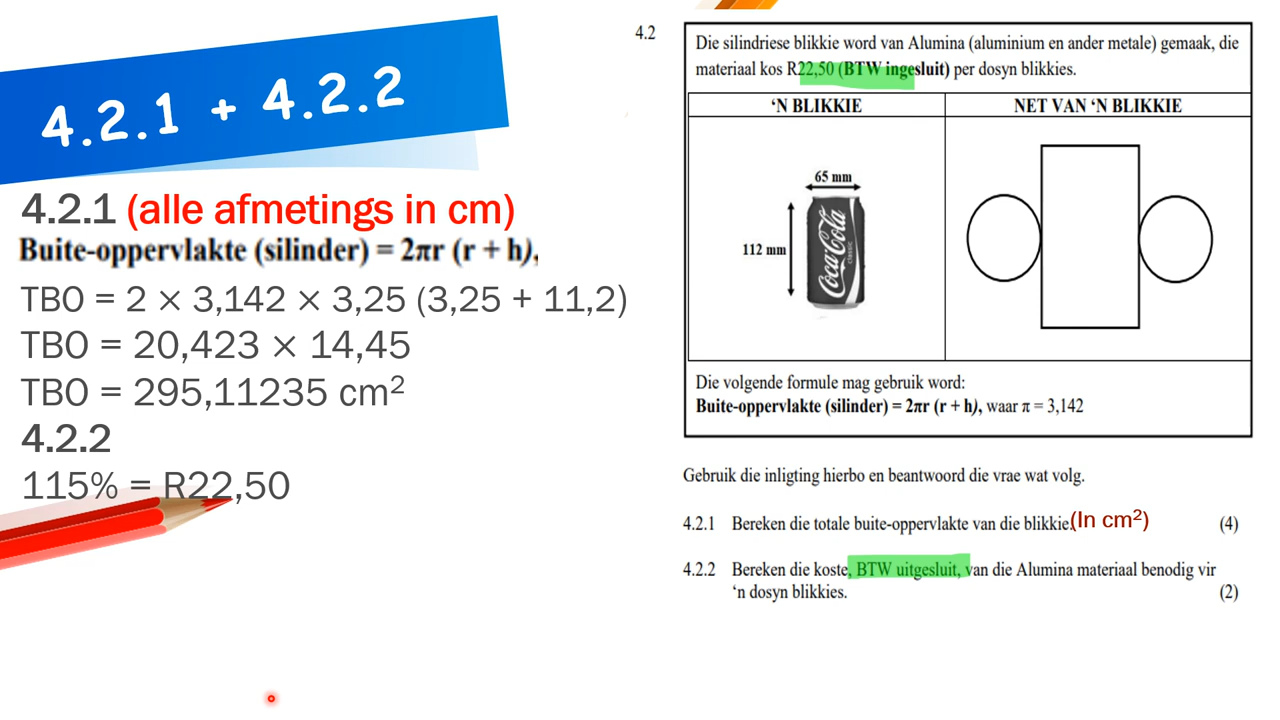 4.2.1 + 4.2.2
4.2.1 (alle afmetings in cm)
Buite-oppervlakte (silinder) = 2πr (r + h),
TBO = 2 × 3,142 × 3,25 (3,25 + 11,2)
TBO = 20,423 × 14,45
TBO = 295,11235 cm²
4.2.2
115% = R22,50
4.2
Die silindriese blikkie word van Alumina (aluminium en ander metale) gemaak, die
materiaal kos R22,50 (BTW ingesluit) per dosyn blikkies.
‘N BLIKKIE
NET VAN ‘N BLIKKIE
65 mm
112 mm
Coca-Cola
classic
Die volgende formule mag gebruik word:
Buite-oppervlakte (silinder) = 2πr (r + h), waar π = 3,142
Gebruik die inligting hierbo en beantwoord die vrae wat volg.
4.2.1 Bereken die totale buite-oppervlakte van die blikkie.(In cm²) (4)
4.2.2 Bereken die koste, BTW uitgesluit, van die Alumina materiaal benodig vir
‘n dosyn blikkies. (2)